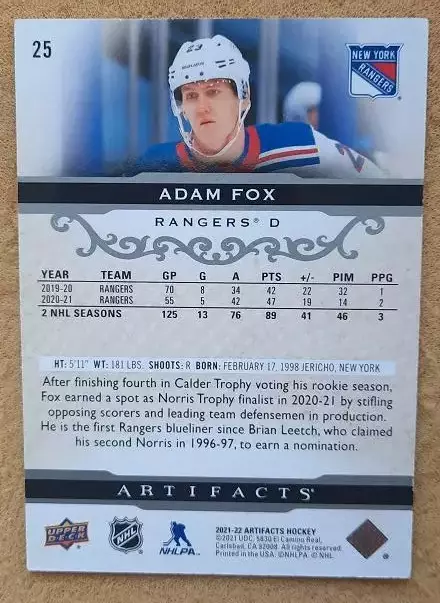 25
23
NEW YORK
RANGERS
ADAM FOX
RANGERS® D
YEAR TEAM GP G A PTS +/- PIM PPG
2019-20 RANGERS 70 8 34 42 22 32 1
2020-21 RANGERS 55 5 42 47 19 14 2
2 NHL SEASONS 125 13 76 89 41 46 3
HT: 5'11" WT: 181 LBS. SHOOTS: R BORN: FEBRUARY 17, 1998 JERICHO, NEW YORK
After finishing fourth in Calder Trophy voting his rookie season,
Fox earned a spot as Norris Trophy finalist in 2020-21 by stifling
opposing scorers and leading team defensemen in production.
He is the first Rangers blueliner since Brian Leetch, who claimed
his second Norris in 1996-97, to earn a nomination.
ARTIFACTS®
UPPER
DECK
NHL
NHLPA
2021-22 ARTIFACTS HOCKEY
©2021 UDC, 5830 El Camino Real,
Carlsbad, CA 92008. All rights reserved.
Printed in the USA. ©NHLPA. © NHL.